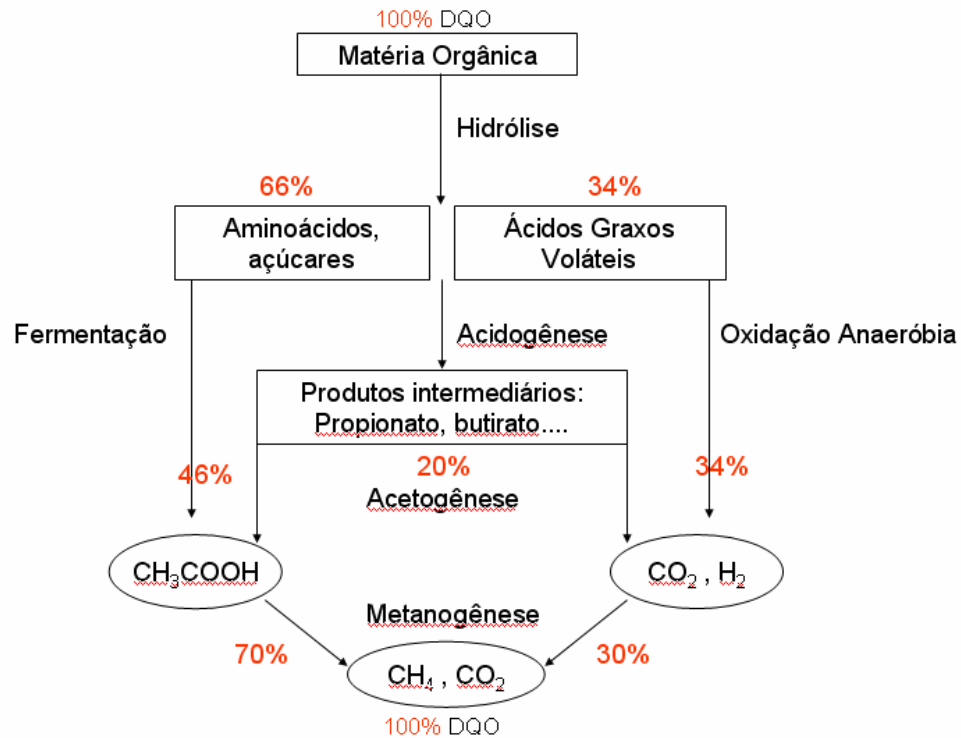 100% DQO
Matéria Orgânica
Hidrólise
66%
34%
Aminoácidos,
açúcares
Ácidos Graxos
Voláteis
Fermentação
Acidogênese
Oxidação Anaeróbia
Produtos intermediários:
Propionato, butirato....
46%
20%
34%
Acetogênese
CH₃COOH
CO₂ , H₂
Metanogênese
70%
30%
CH₄ , CO₂
100% DQO